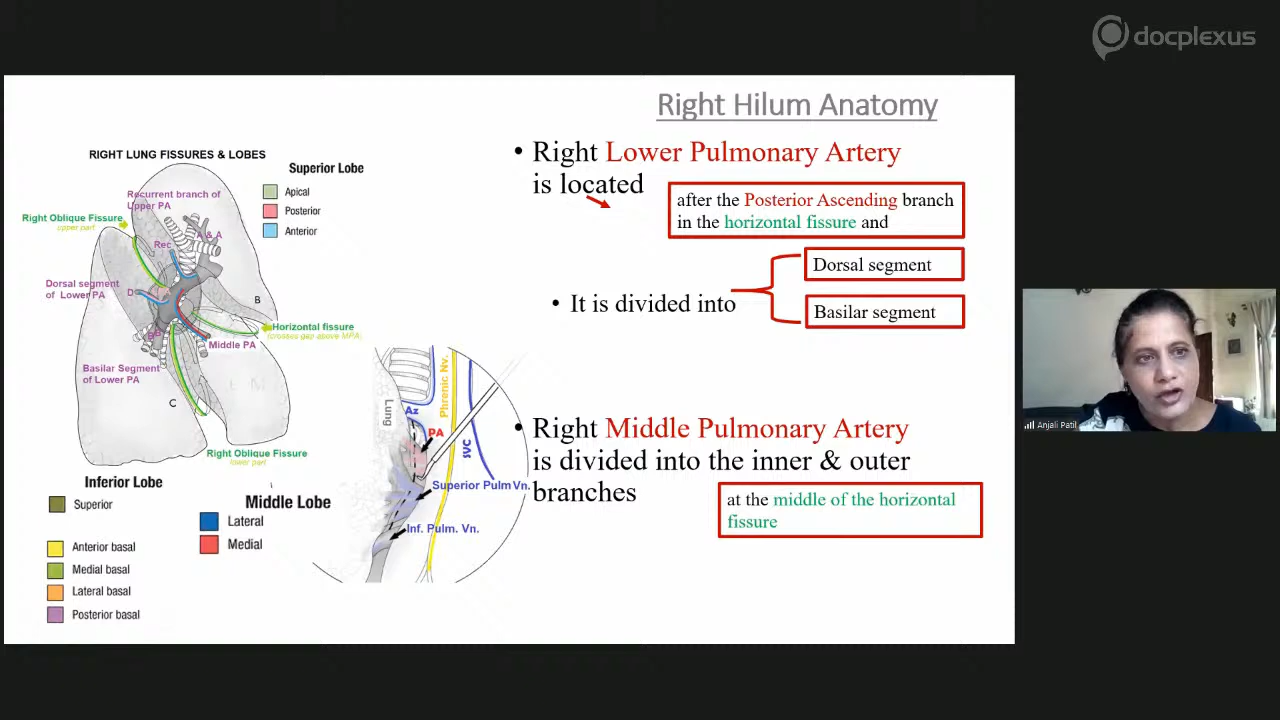 docplexus
Right Hilum Anatomy
RIGHT LUNG FISSURES & LOBES
Superior Lobe
Apical
Posterior
Anterior
Recurrent branch of
Upper PA
Right Oblique Fissure
upper part
A & A
Rec
Dorsal segment
of Lower PA
D
B
Horizontal fissure
(crosses gap above MPA)
Middle PA
Basilar Segment
of Lower PA
C
Right Oblique Fissure
lower part
Inferior Lobe
Superior
Anterior basal
Medial basal
Lateral basal
Posterior basal
Middle Lobe
Lateral
Medial
Lung
Az
PA
Phrenic Nv.
SVC
Superior Pulm Vn.
Inf. Pulm. Vn.
• Right Lower Pulmonary Artery
is located
after the Posterior Ascending branch
in the horizontal fissure and
• It is divided into
Dorsal segment
Basilar segment
• Right Middle Pulmonary Artery
is divided into the inner & outer
branches
at the middle of the horizontal
fissure
Anjali Patil